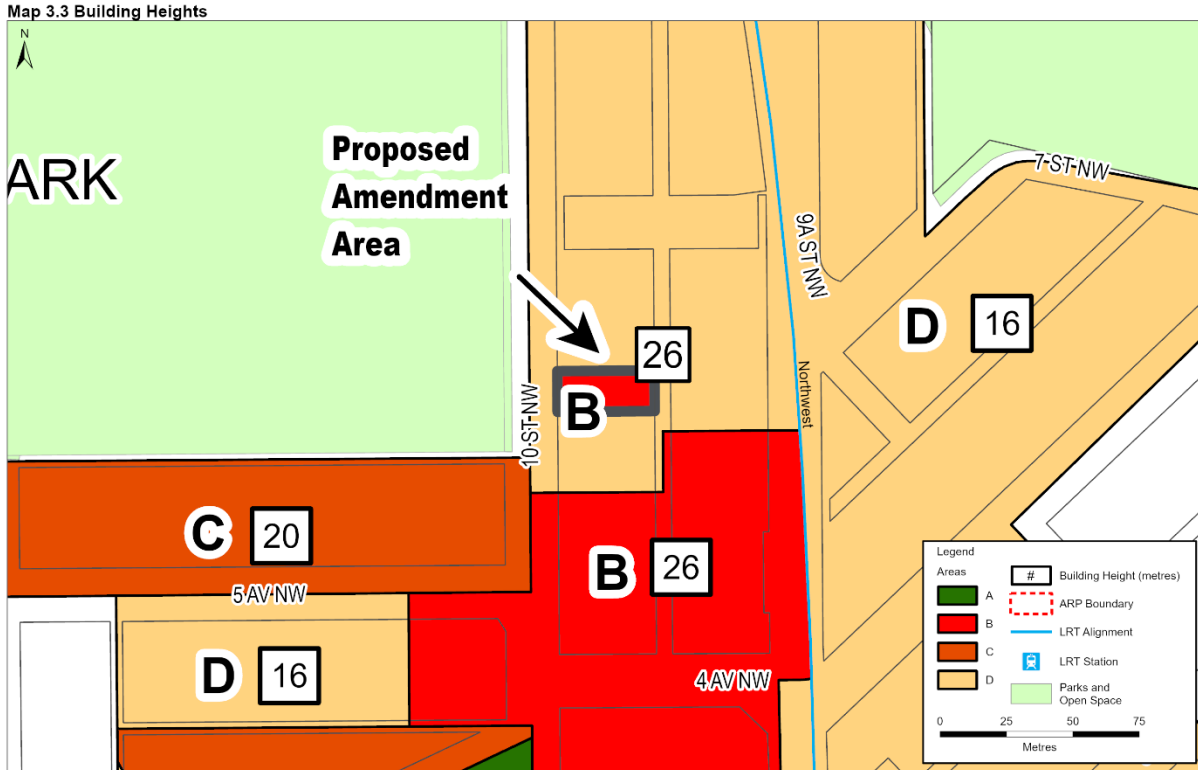 Map 3.3 Building Heights
N
ARK
Proposed
Amendment
Area
7 ST NW
9A ST NW
D 16
26
B
Northwest
10 ST NW
C 20
B 26
5 AV NW
D 16
4 AV NW
Legend
Areas
A
B
C
D
# Building Height (metres)
ARP Boundary
LRT Alignment
LRT Station
Parks and
Open Space
0 25 50 75
Metres